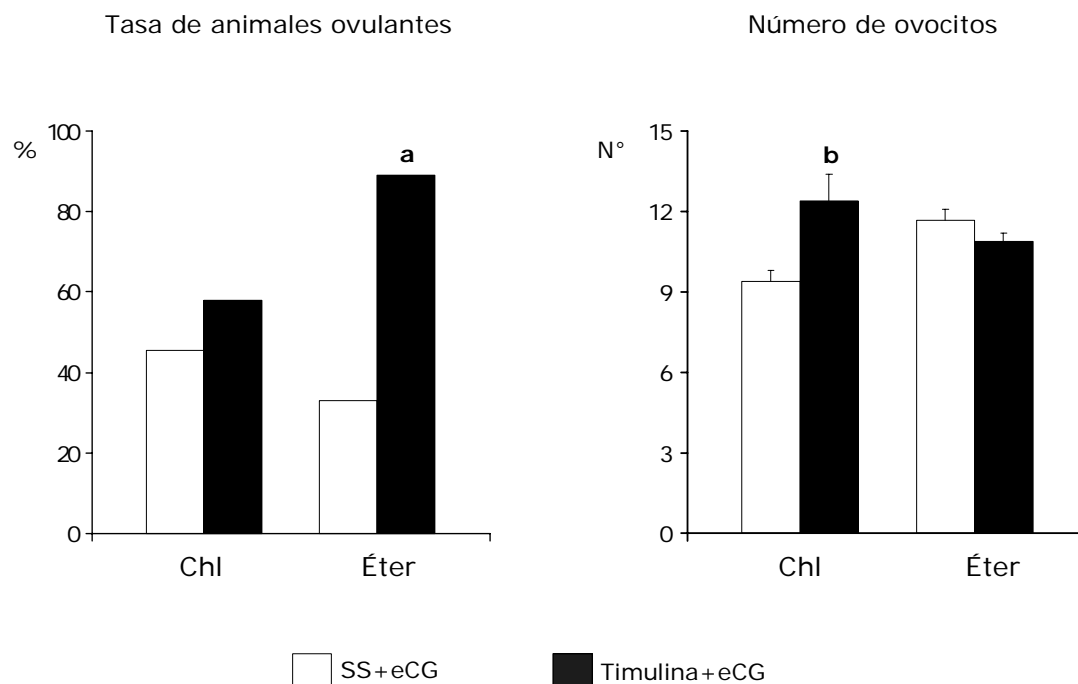 Tasa de animales ovulantes
% 
100
80
60
40
20
0
a
Chl Éter
Número de ovocitos
N°
15
12
9
6
3
0
b
Chl Éter
SS+eCG Timulina+eCG